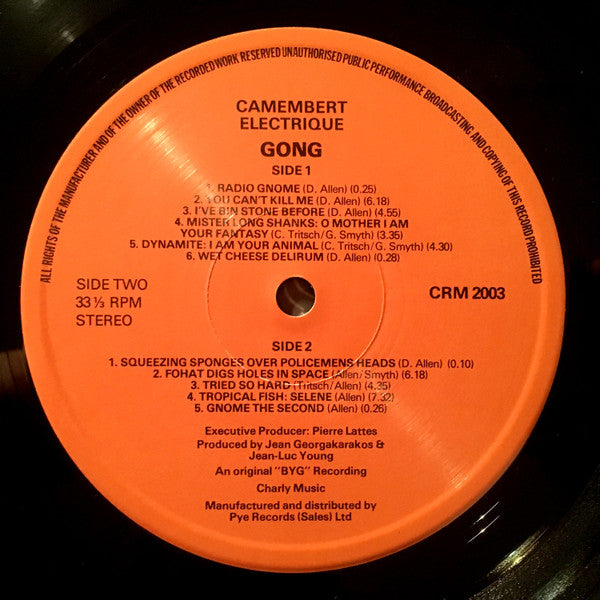 ALL RIGHTS OF THE MANUFACTURER AND OF THE OWNER OF THE RECORDED WORK RESERVED UNAUTHORISED PUBLIC PERFORMANCE BROADCASTING AND COPYING OF THIS RECORD PROHIBITED
CAMEMBERT
ELECTRIQUE
GONG
SIDE 1
1. RADIO GNOME (D. Allen) (0.25)
2. YOU CAN'T KILL ME (D. Allen) (6.18)
3. I'VE BIN STONE BEFORE (D. Allen) (4.55)
4. MISTER LONG SHANKS: O MOTHER I AM
YOUR FANTASY (C. Tritsch/G. Smyth) (3.35)
5. DYNAMITE: I AM YOUR ANIMAL (C. Tritsch/G. Smyth) (4.30)
6. WET CHEESE DELIRUM (D. Allen) (0.28)
SIDE TWO
33⅓ RPM
STEREO
CRM 2003
SIDE 2
1. SQUEEZING SPONGES OVER POLICEMENS HEADS (D. Allen) (0.10)
2. FOHAT DIGS HOLES IN SPACE (Allen/Smyth) (6.18)
3. TRIED SO HARD (Tritsch/Allen) (4.35)
4. TROPICAL FISH: SELENE (Allen) (7.32)
5. GNOME THE SECOND (Allen) (0.26)
Executive Producer: Pierre Lattes
Produced by Jean Georgakarakos &
Jean-Luc Young
An original "BYG" Recording
Charly Music
Manufactured and distributed by
Pye Records (Sales) Ltd